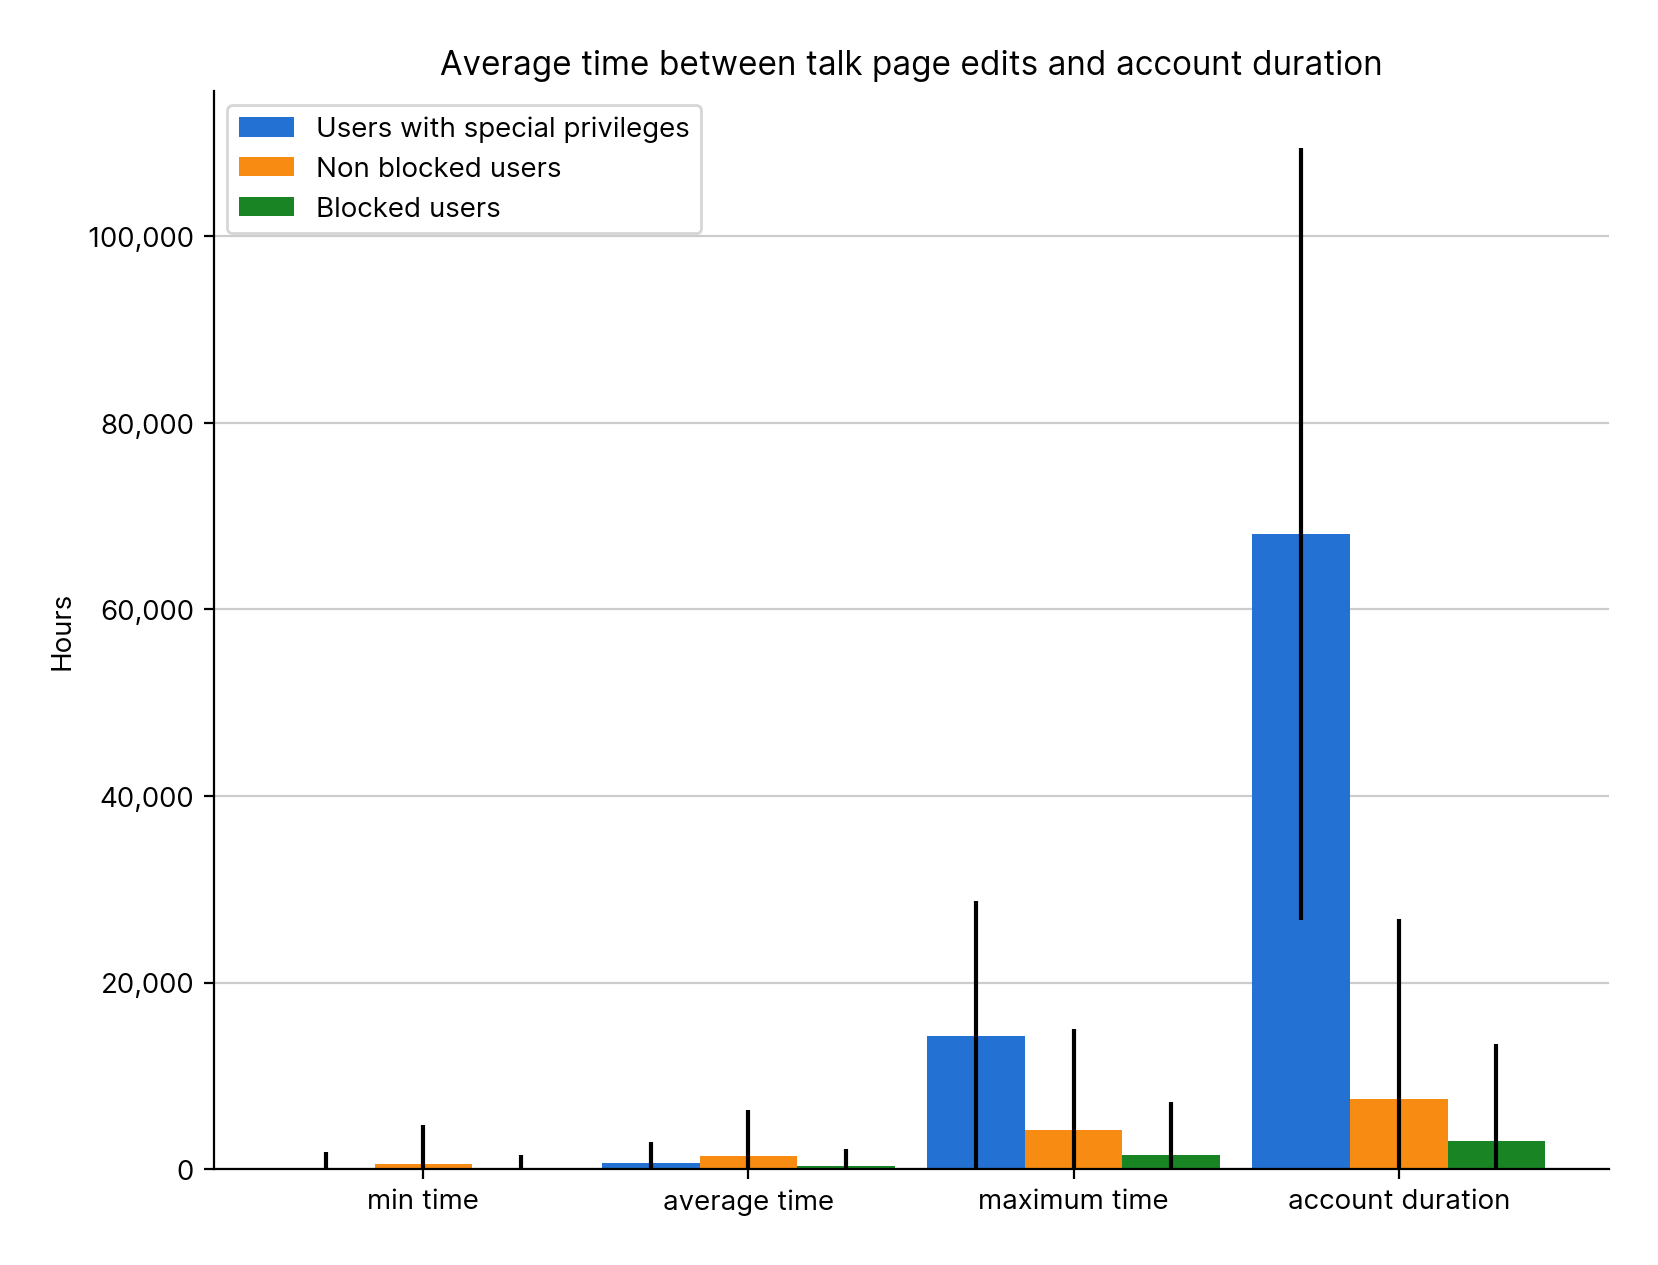 Average time between talk page edits and account duration
Users with special privileges
Non blocked users
Blocked users
100,000
80,000
60,000
40,000
20,000
0
Hours
min time
average time
maximum time
account duration